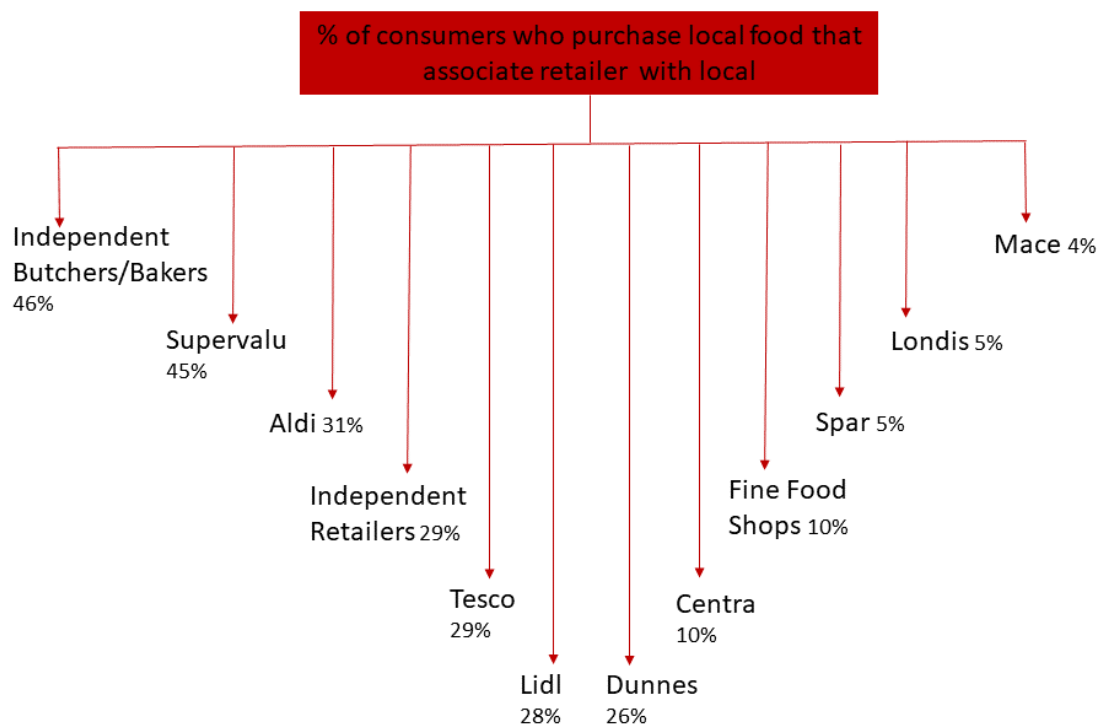 % of consumers who purchase local food that
associate retailer with local
Independent
Butchers/Bakers
46%
Supervalu
45%
Aldi 31%
Independent
Retailers 29%
Tesco
29%
Lidl
28%
Dunnes
26%
Centra
10%
Fine Food
Shops 10%
Spar 5%
Londis 5%
Mace 4%